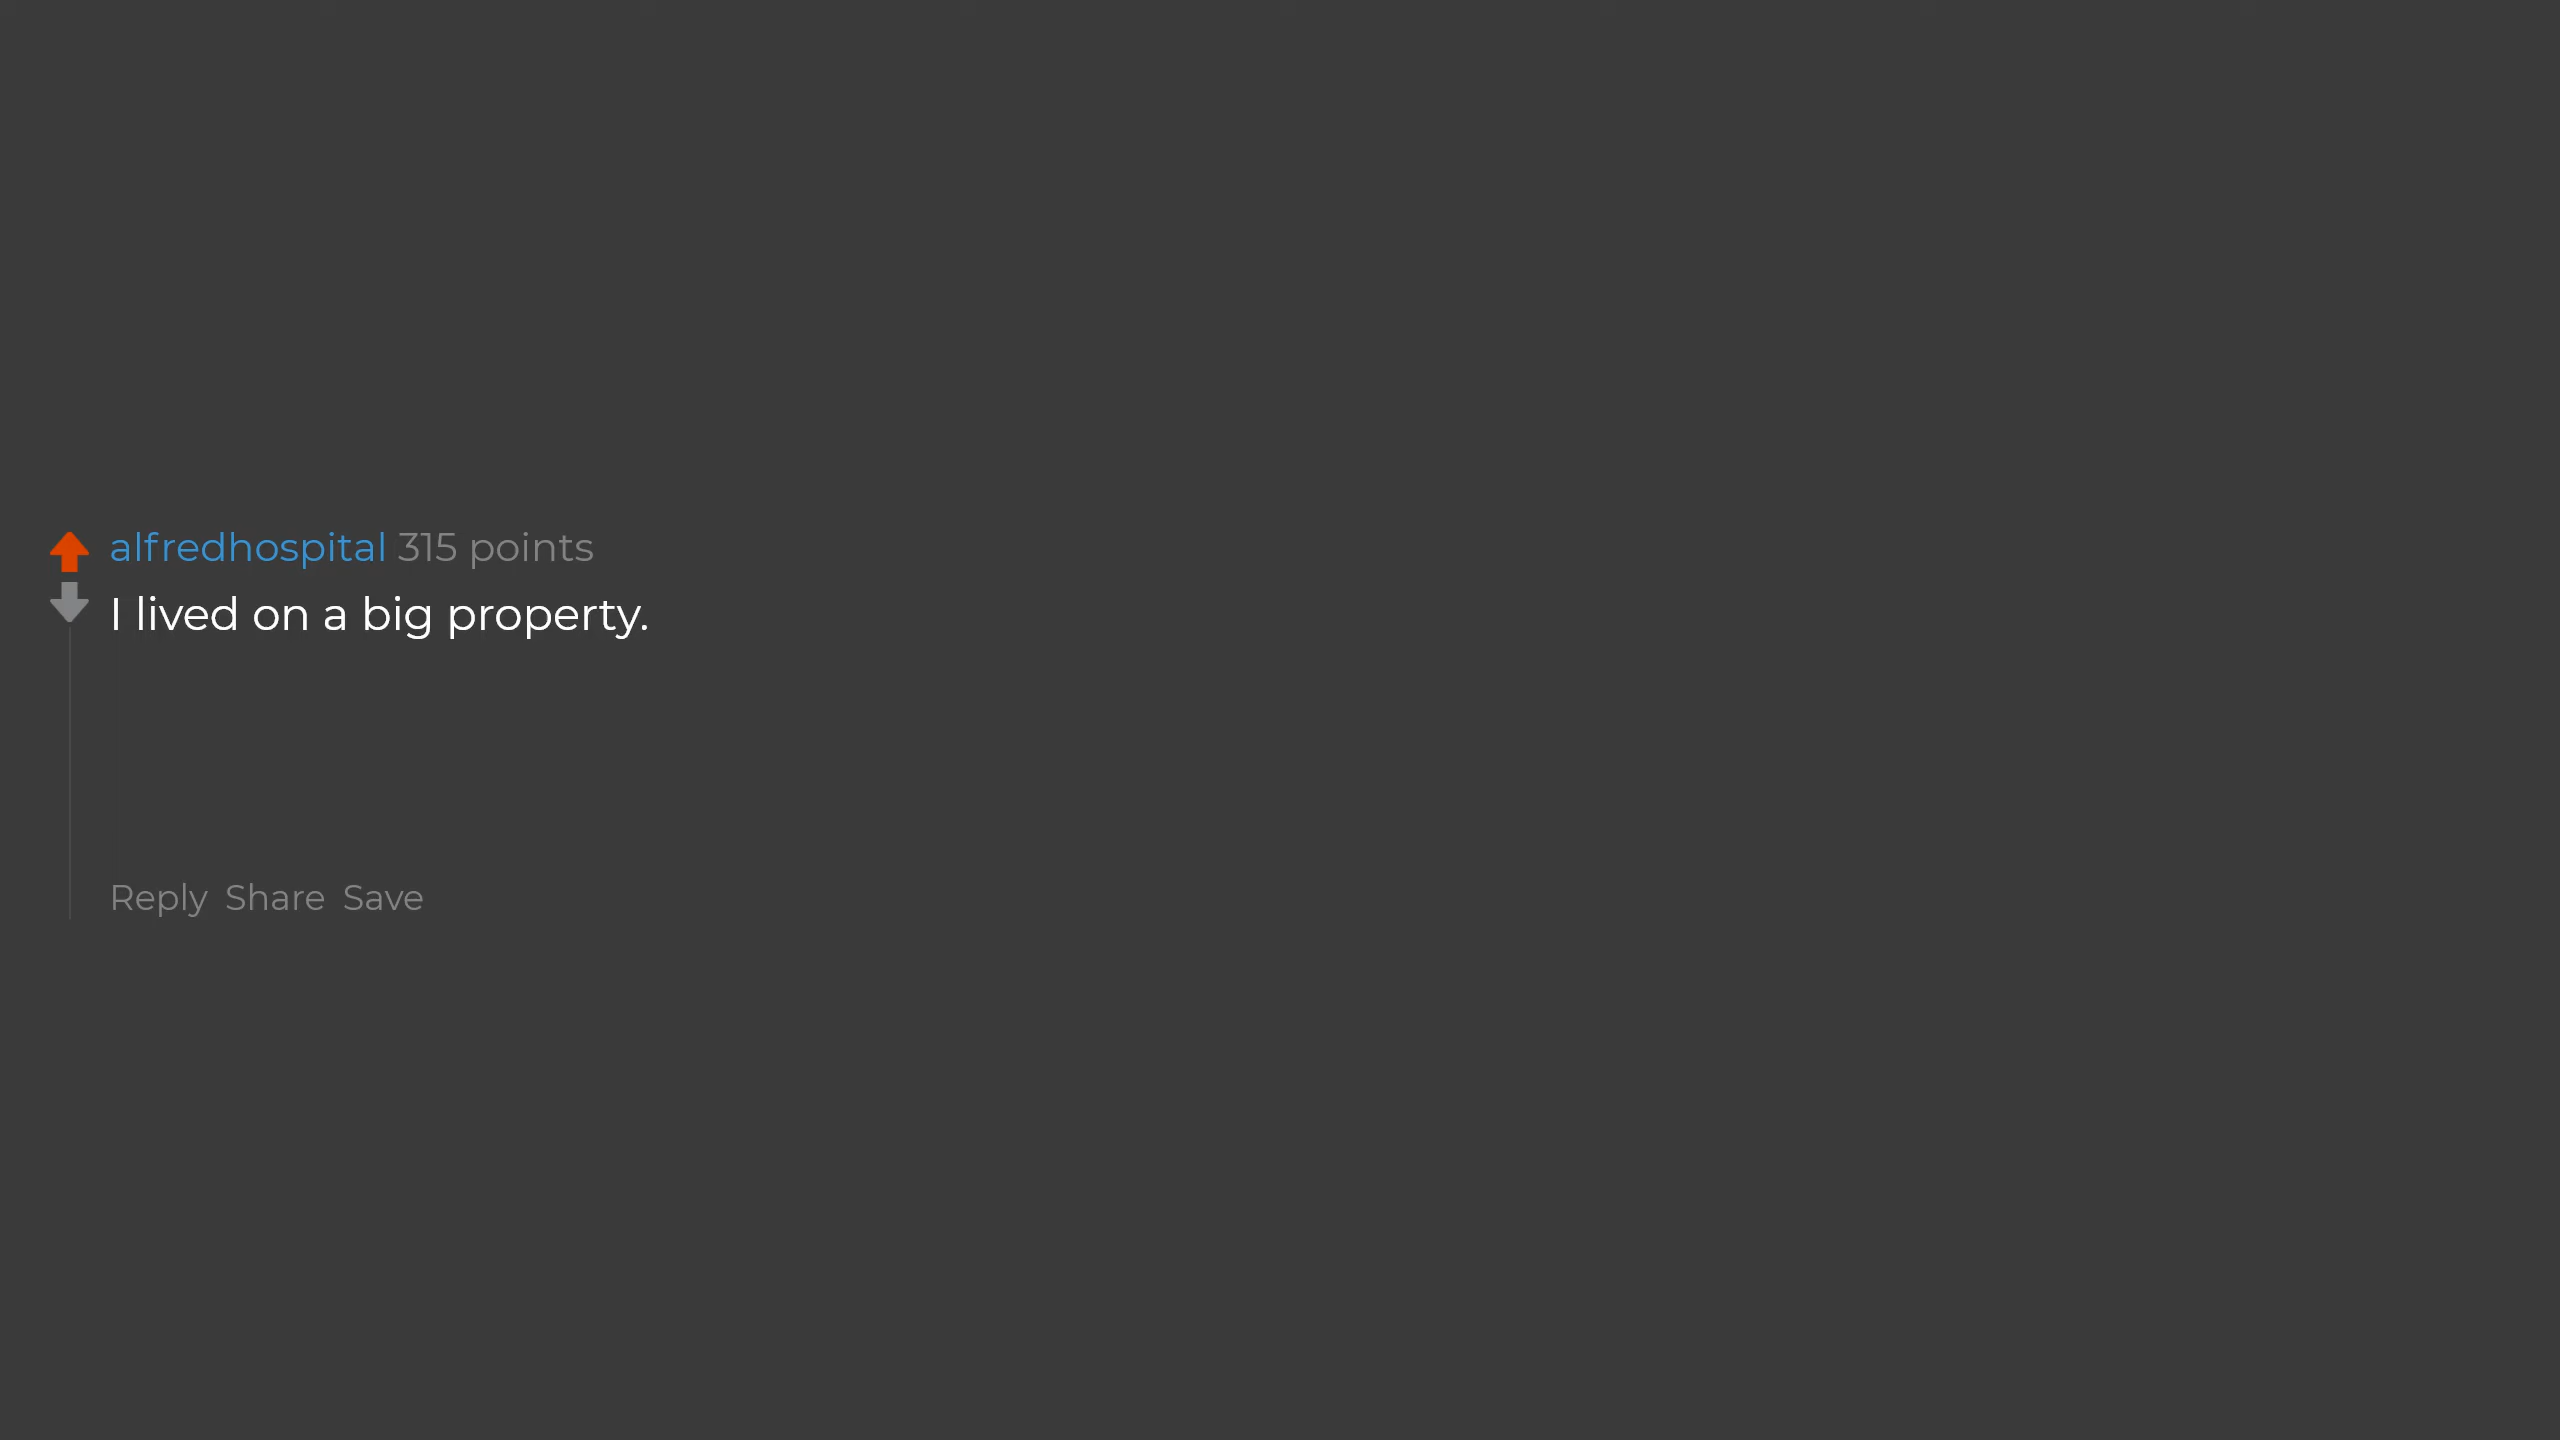 alfredhospital 315 points
I lived on a big property.
Reply Share Save